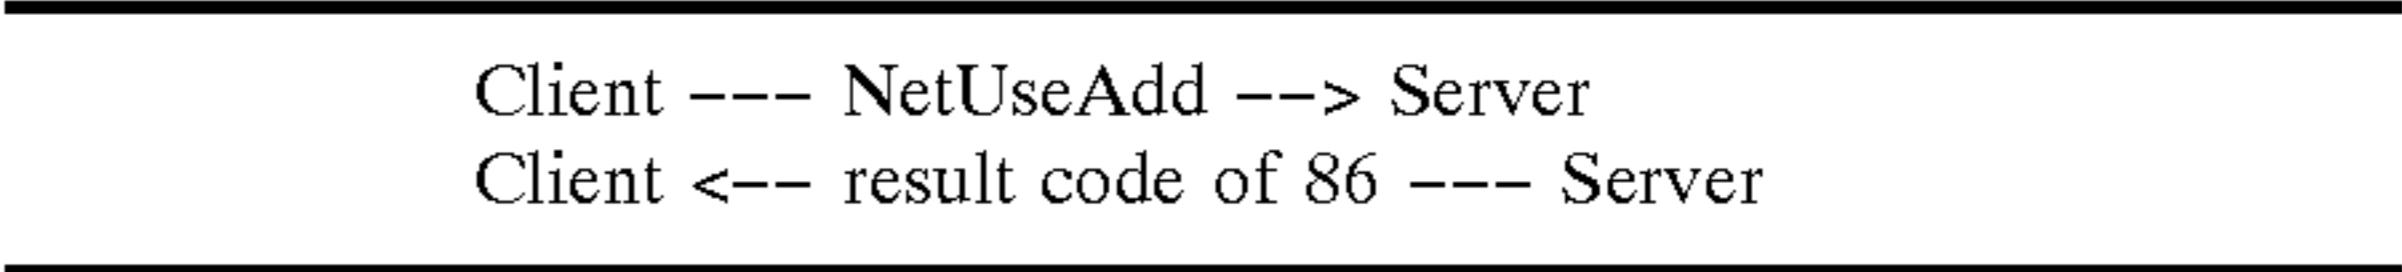 Client --- NetUseAdd --> Server
Client <-- result code of 86 --- Server